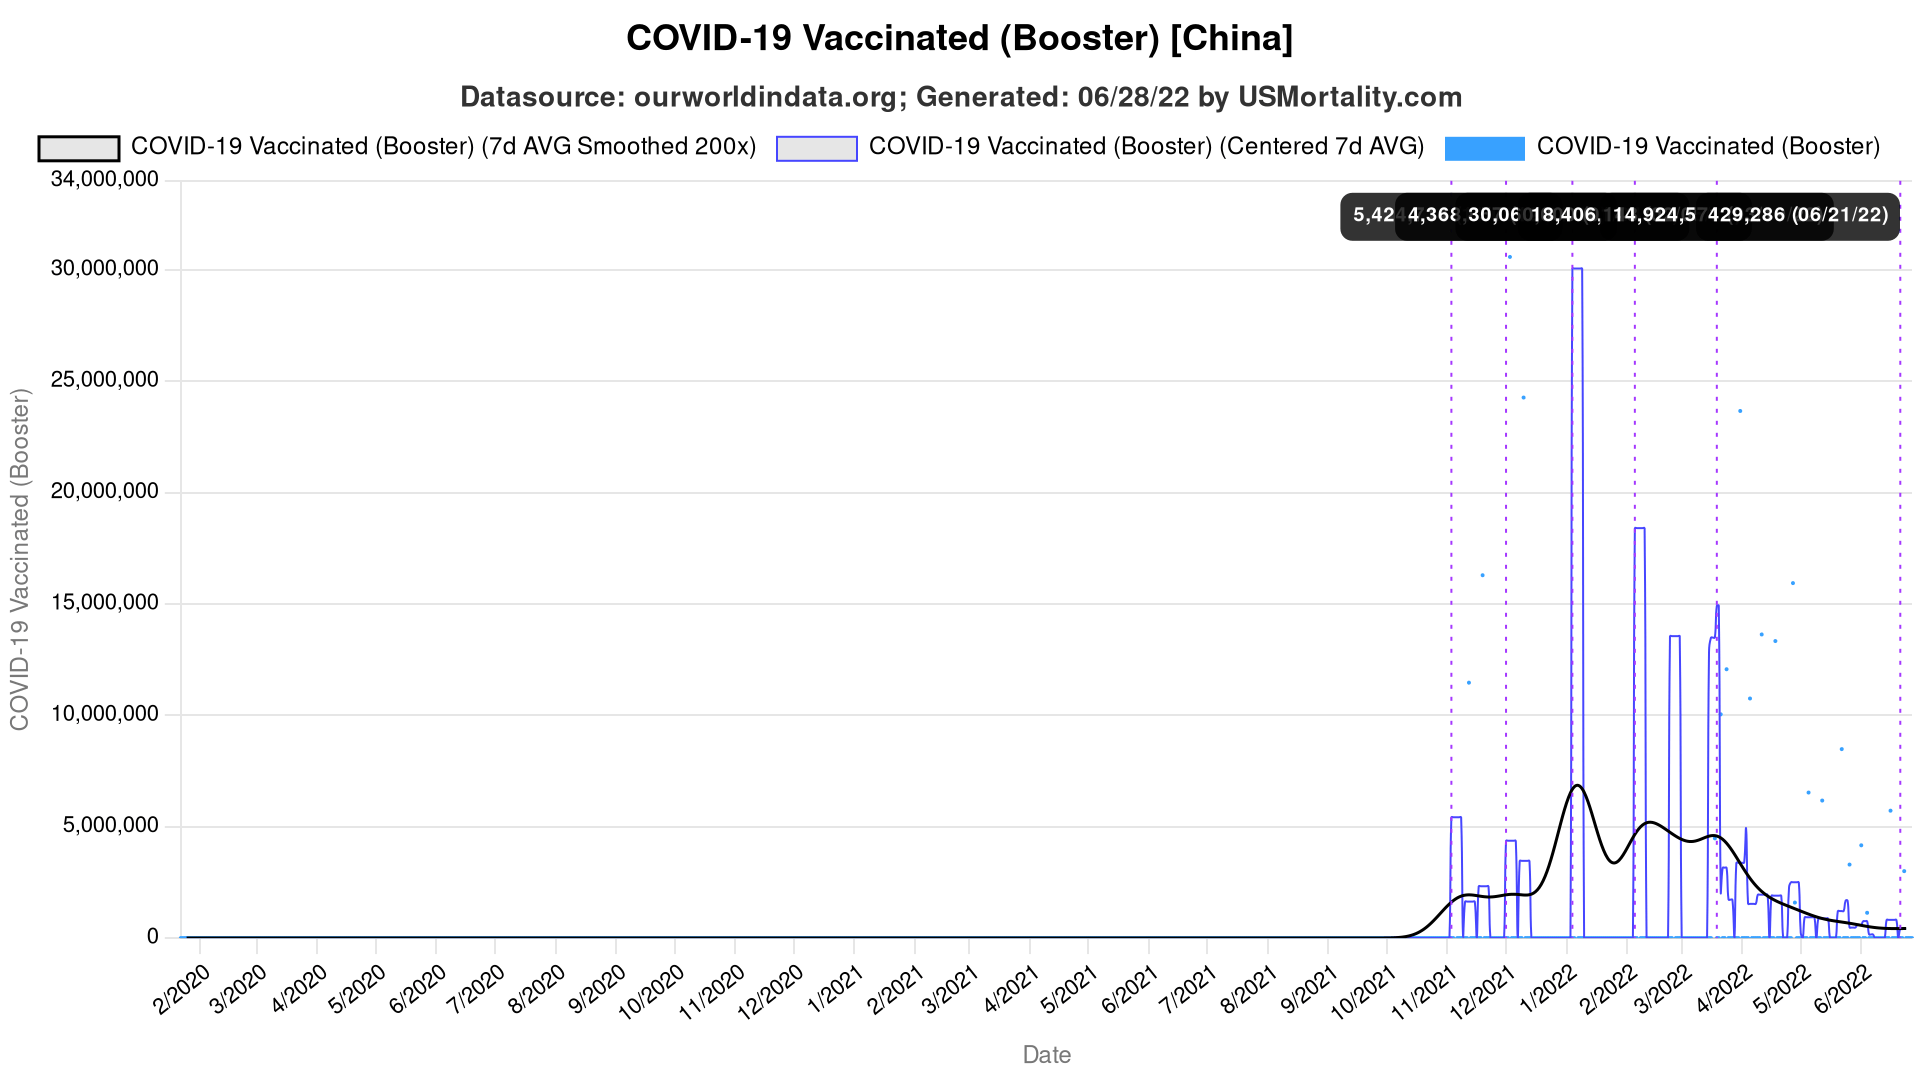 COVID-19 Vaccinated (Booster) [China]
Datasource: ourworldindata.org; Generated: 06/28/22 by USMortality.com
COVID-19 Vaccinated (Booster) (7d AVG Smoothed 200x) COVID-19 Vaccinated (Booster) (Centered 7d AVG) COVID-19 Vaccinated (Booster)
34,000,000
5,424 4,368 30,06 18,406, 114,924,5 429,286 (06/21/22)
30,000,000
25,000,000
20,000,000
15,000,000
10,000,000
5,000,000
0
COVID-19 Vaccinated (Booster)
2/2020 3/2020 4/2020 5/2020 6/2020 7/2020 8/2020 9/2020 10/2020 11/2020 12/2020 1/2021 2/2021 3/2021 4/2021 5/2021 6/2021 7/2021 8/2021 9/2021 10/2021 11/2021 12/2021 1/2022 2/2022 3/2022 4/2022 5/2022 6/2022
Date